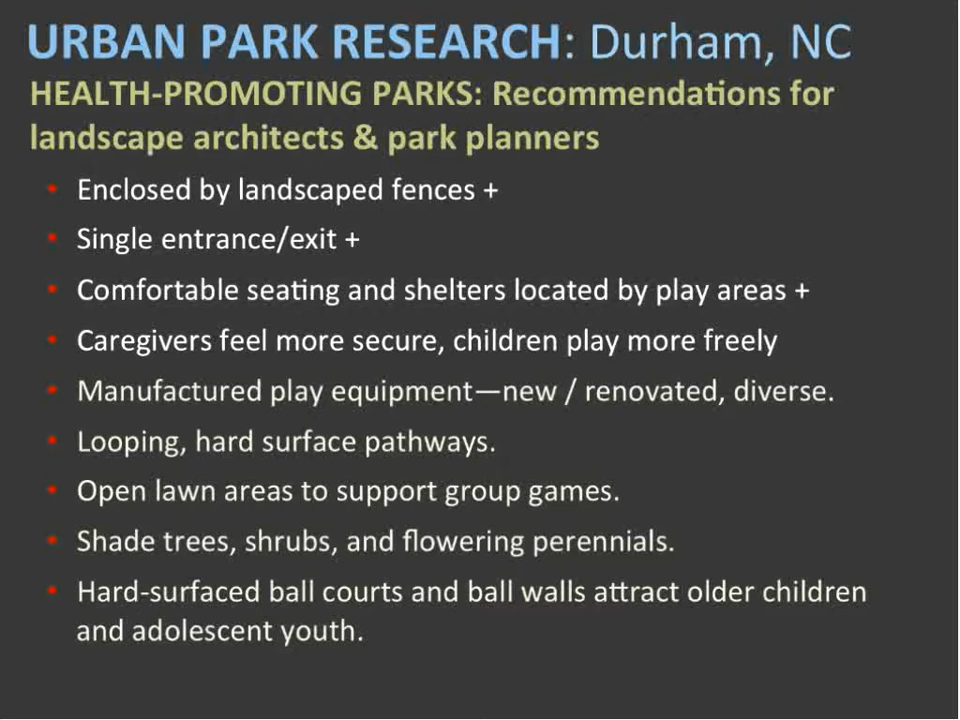 URBAN PARK RESEARCH: Durham, NC
HEALTH-PROMOTING PARKS: Recommendations for
landscape architects & park planners
• Enclosed by landscaped fences +
• Single entrance/exit +
• Comfortable seating and shelters located by play areas +
• Caregivers feel more secure, children play more freely
• Manufactured play equipment—new / renovated, diverse.
• Looping, hard surface pathways.
• Open lawn areas to support group games.
• Shade trees, shrubs, and flowering perennials.
• Hard-surfaced ball courts and ball walls attract older children
and adolescent youth.